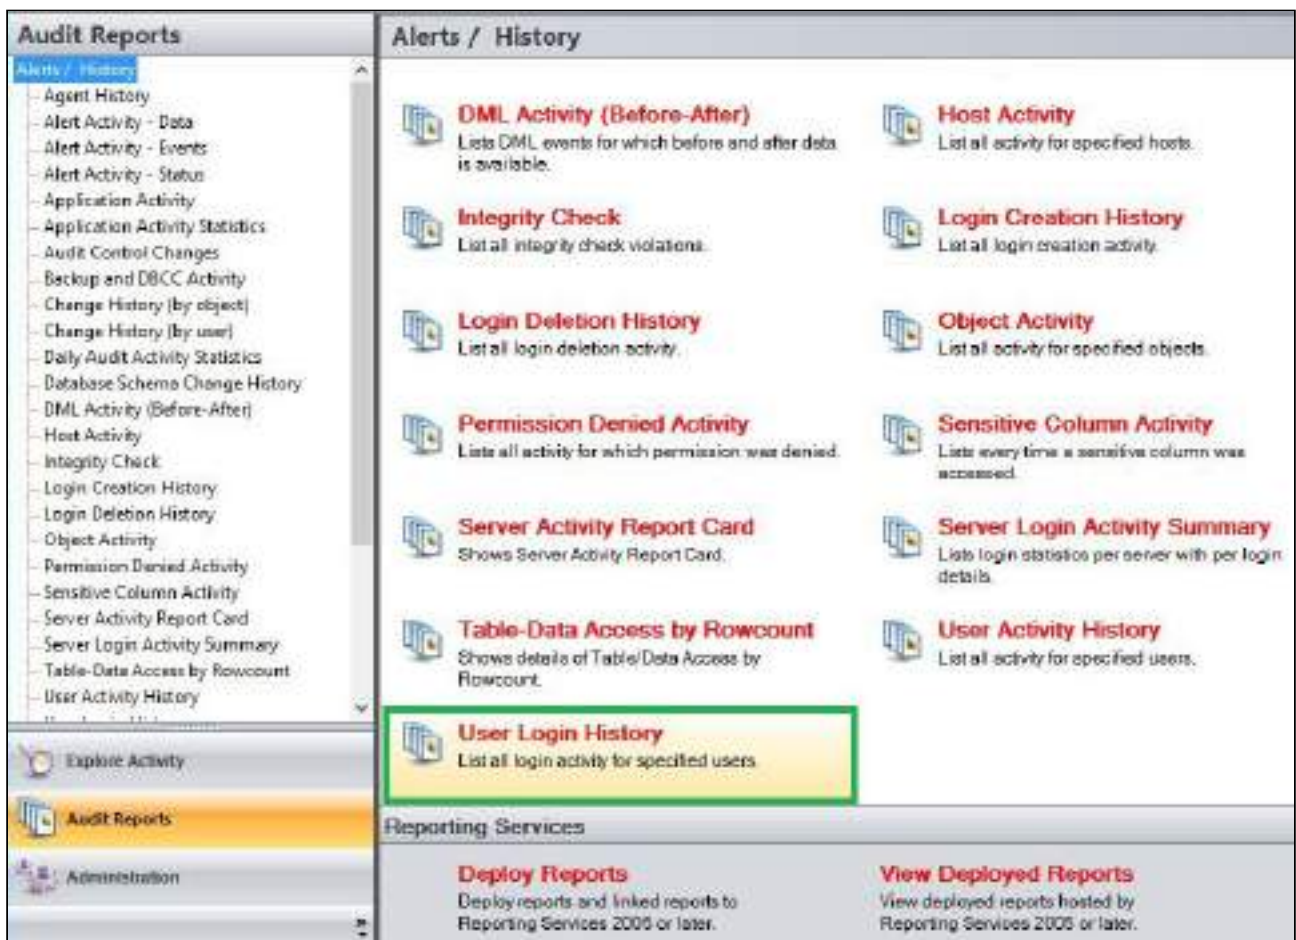 Audit Reports
Alerts / History
Agent History
Alert Activity - Data
Alert Activity - Events
Alert Activity - Status
Application Activity
Application Activity Statistics
Audit Control Changes
Backup and DBCC Activity
Change History (by object)
Change History (by user)
Daily Audit Activity Statistics
Database Schema Change History
DML Activity (Before-After)
Host Activity
Integrity Check
Login Creation History
Login Deletion History
Object Activity
Permission Denied Activity
Sensitive Column Activity
Server Activity Report Card
Server Login Activity Summary
Table-Data Access by Rowcount
User Activity History
Explore Activity
Audit Reports
Administration
Alerts / History
DML Activity (Before-After)
Lists DML events for which before and after data
is available.
Host Activity
List all activity for specified hosts.
Integrity Check
List all integrity check violations.
Login Creation History
List all login creation activity.
Login Deletion History
List all login deletion activity.
Object Activity
List all activity for specified objects.
Permission Denied Activity
Lists all activity for which permission was denied.
Sensitive Column Activity
Lists every time a sensitive column was
accessed.
Server Activity Report Card
Shows Server Activity Report Card.
Server Login Activity Summary
Lists login statistics per server with per login
details.
Table-Data Access by Rowcount
Shows details of Table/Data Access by
Rowcount.
User Activity History
List all activity for specified users.
User Login History
List all login activity for specified users.
Reporting Services
Deploy Reports
Deploy reports and linked reports to
Reporting Services 2005 or later.
View Deployed Reports
View deployed reports hosted by
Reporting Services 2005 or later.